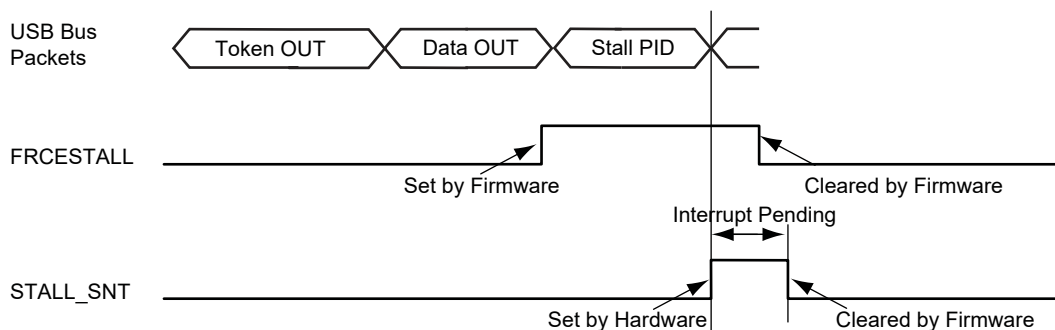 USB Bus
Packets
Token OUT
Data OUT
Stall PID
FRCESTALL
Set by Firmware
Cleared by Firmware
Interrupt Pending
STALL_SNT
Set by Hardware
Cleared by Firmware